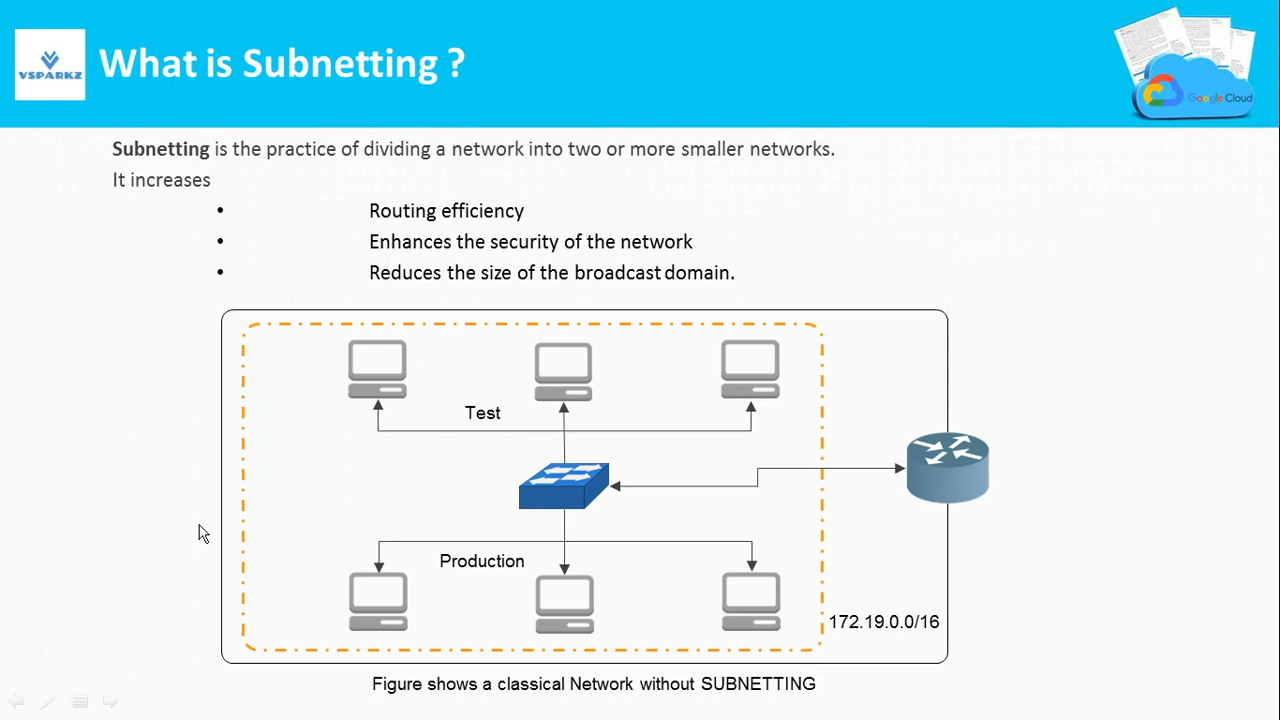 VSPARKZ
What is Subnetting ?
Google Cloud
Subnetting is the practice of dividing a network into two or more smaller networks.
It increases
• Routing efficiency
• Enhances the security of the network
• Reduces the size of the broadcast domain.
Test
Production
172.19.0.0/16
Figure shows a classical Network without SUBNETTING